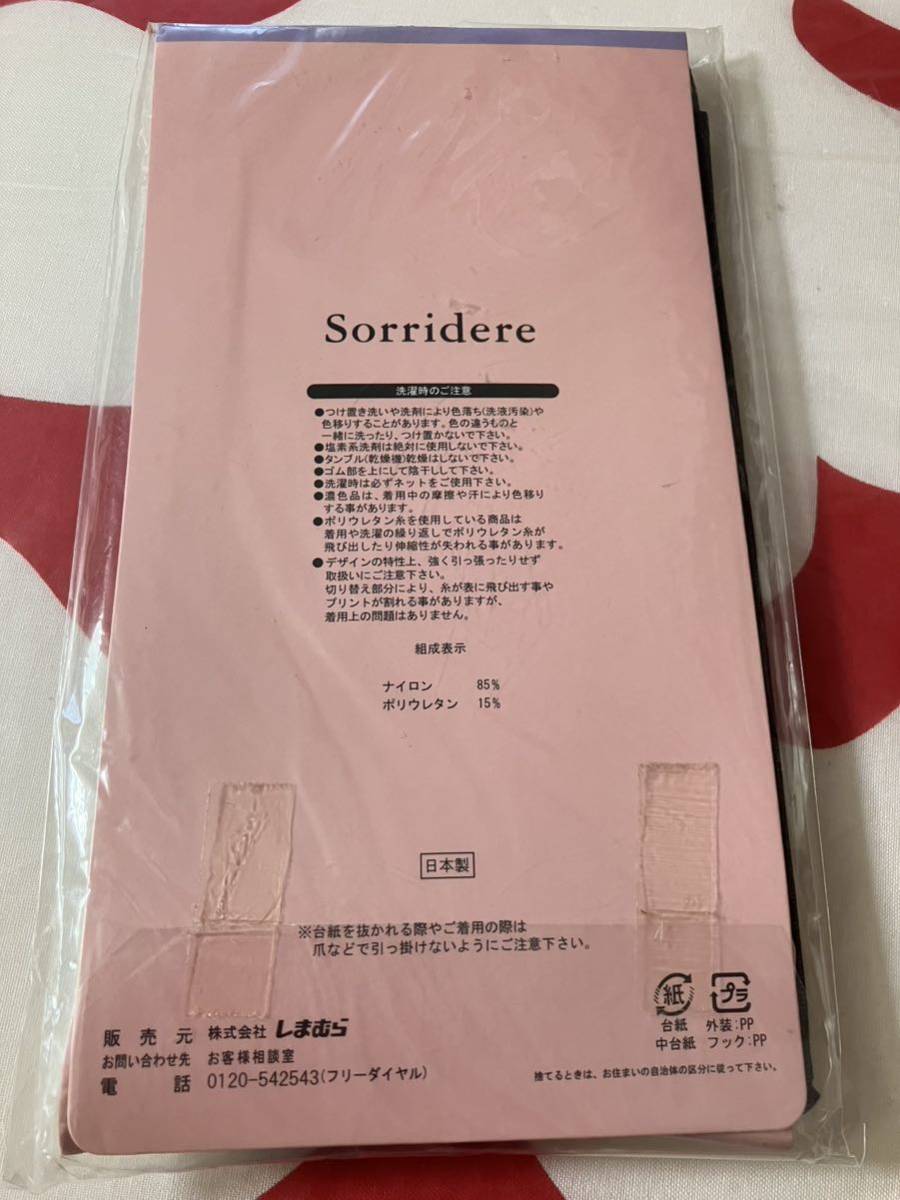 Sorridere
洗濯時のご注意
●つけ置き洗いや洗剤により色落ち(洗液汚染)や
色移りすることがあります。色の違うものと
一緒に洗ったり、つけ置かないで下さい。
●塩素系洗剤は絶対に使用しないで下さい。
●タンブル(乾燥機)乾燥はしないで下さい。
●ゴム部を上にして陰干しして下さい。
●洗濯時は必ずネットをご使用下さい。
●濃色品は、着用中の摩擦や汗により色移り
する事があります。
●ポリウレタン糸を使用している商品は
着用や洗濯の繰り返しでポリウレタン糸が
飛び出したり伸縮性が失われる事があります。
●デザインの特性上、強く引っ張ったりせず
取扱いにご注意下さい。
切り替え部分により、糸が表に飛び出す事や
プリントが割れる事がありますが、
着用上の問題はありません。
組成表示
ナイロン 85%
ポリウレタン 15%
日本製
※台紙を抜かれる際やご着用の際は
爪などで引っ掛けないようにご注意下さい。
紙 プラ
台紙 外装:PP
中台紙 フック:PP
販売元 株式会社 しまむら
お問い合わせ先 お客様相談室
電話 0120-542543(フリーダイヤル)
捨てるときは、お住まいの自治体の区分に従って下さい。